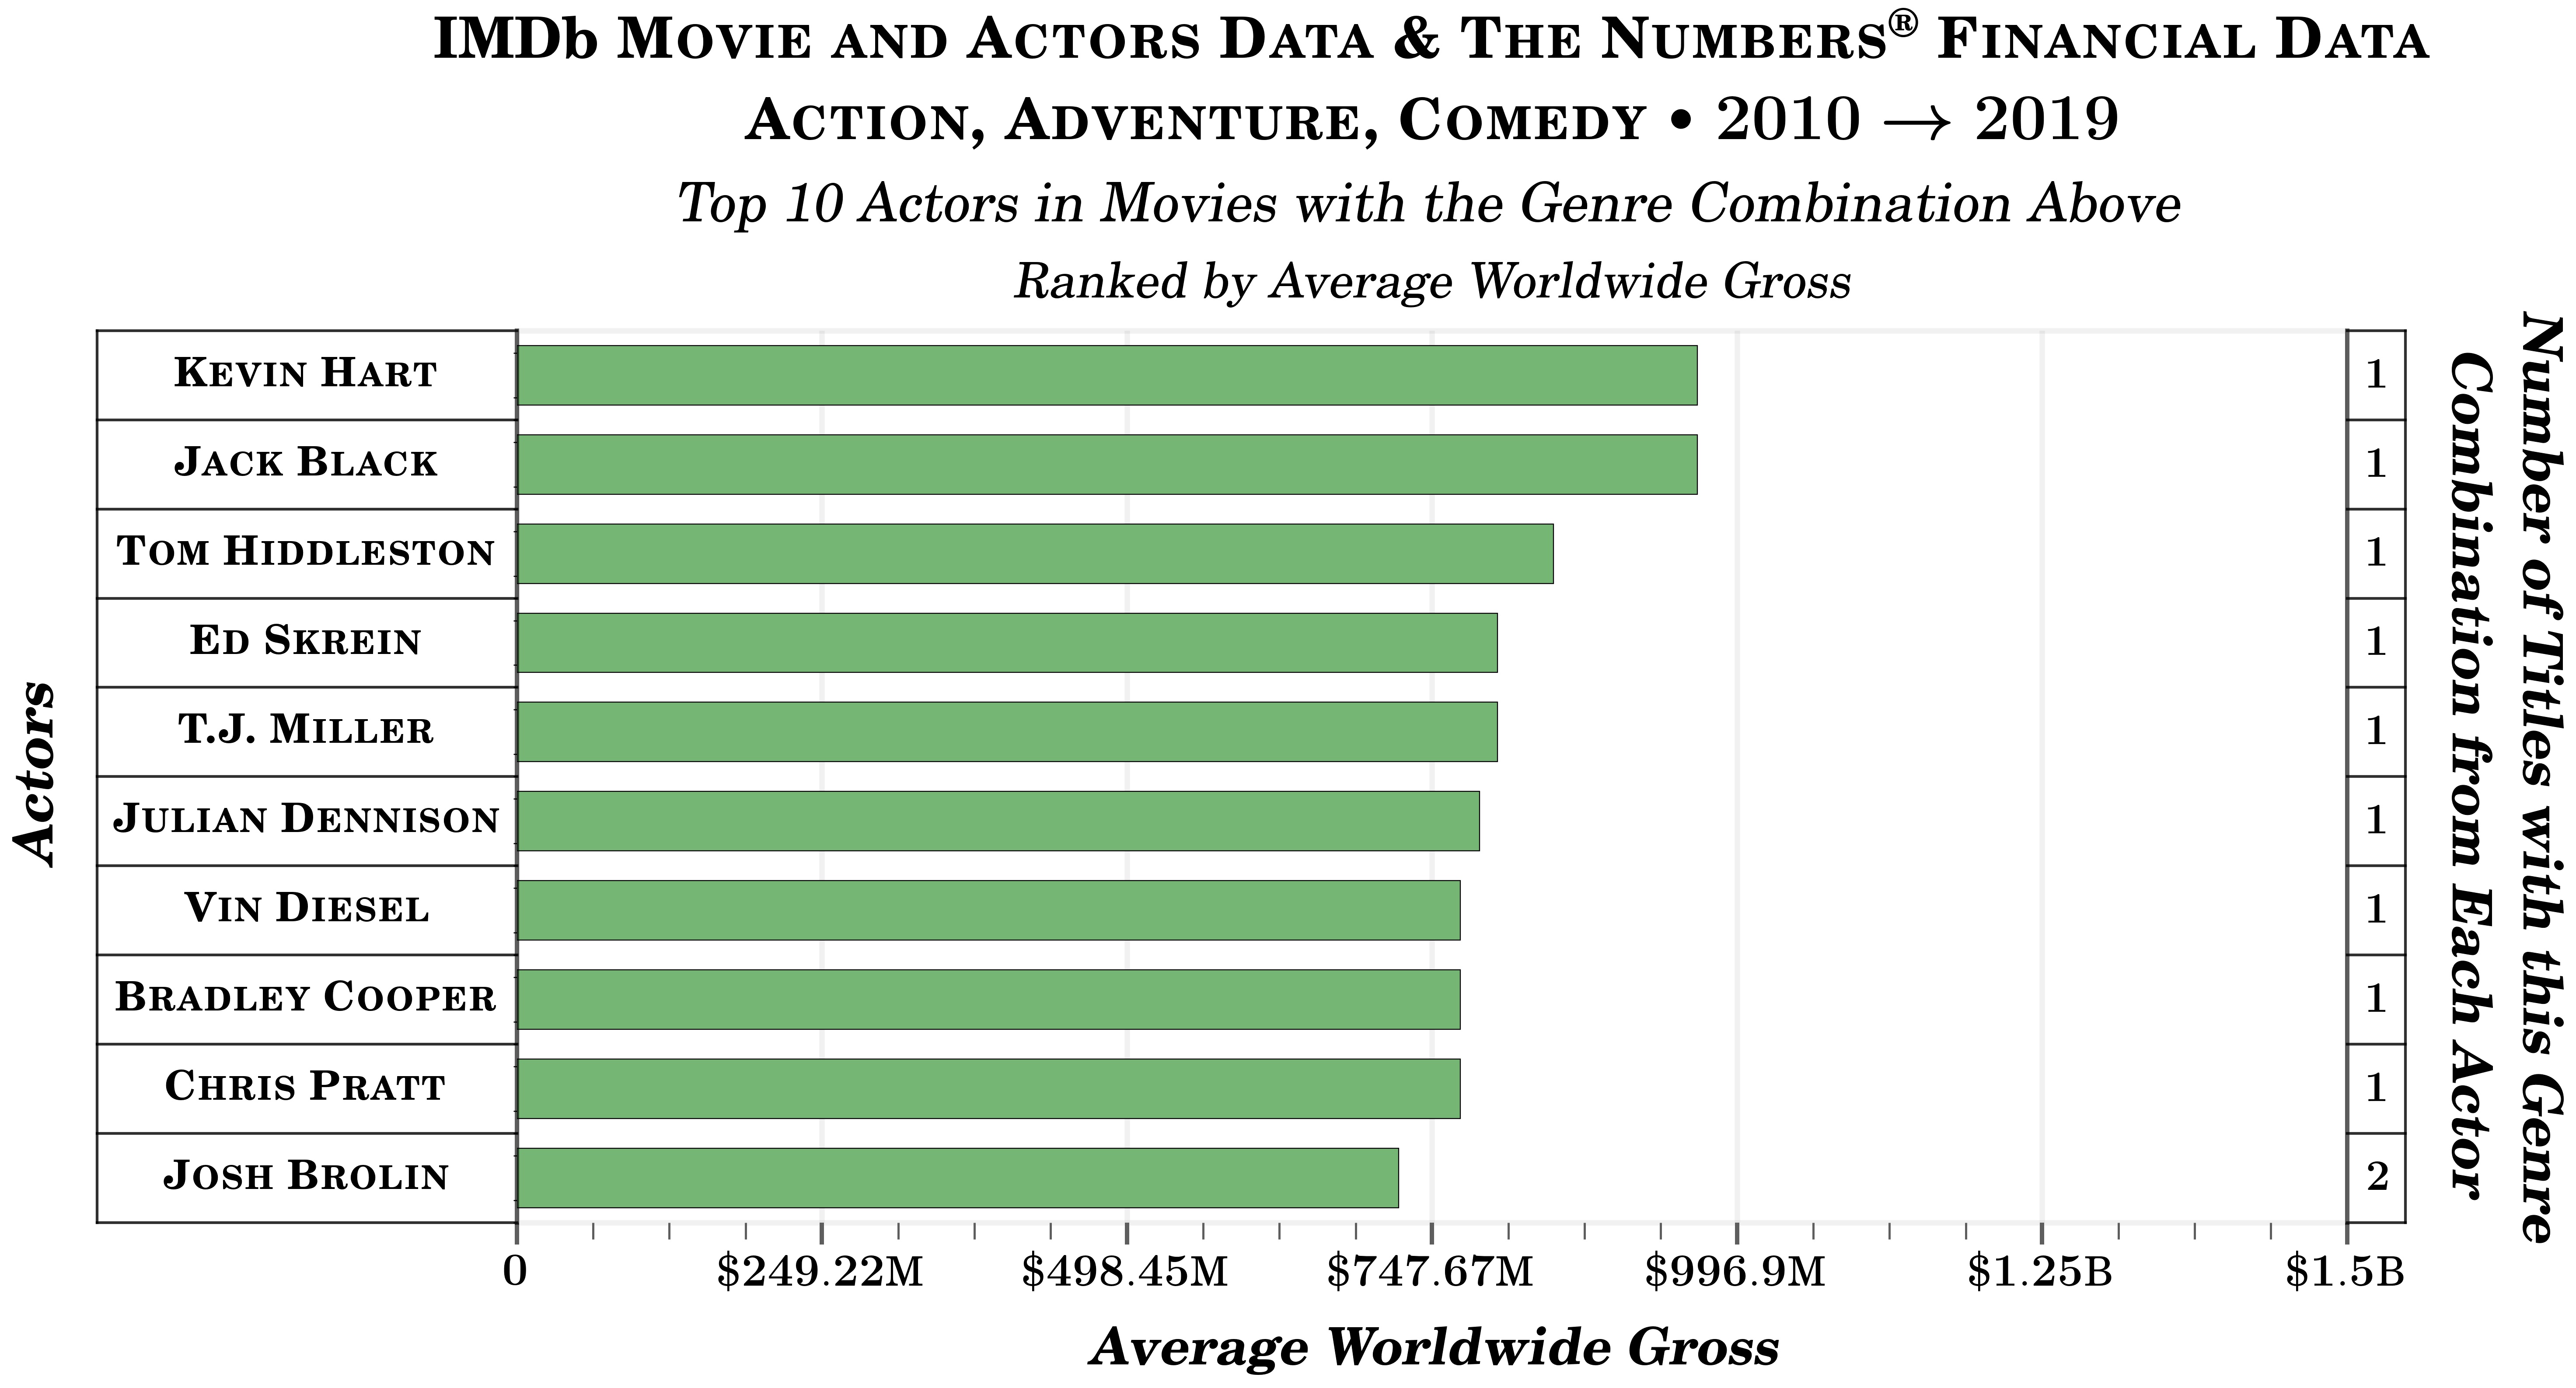 IMDb Movie and Actors Data & The Numbers® Financial Data
Action, Adventure, Comedy • 2010 → 2019
Top 10 Actors in Movies with the Genre Combination Above
Ranked by Average Worldwide Gross
Actors
Kevin Hart 1
Jack Black 1
Tom Hiddleston 1
Ed Skrein 1
T.J. Miller 1
Julian Dennison 1
Vin Diesel 1
Bradley Cooper 1
Chris Pratt 1
Josh Brolin 2
Number of Titles with this Genre
Combination from Each Actor
0 $249.22M $498.45M $747.67M $996.9M $1.25B $1.5B
Average Worldwide Gross